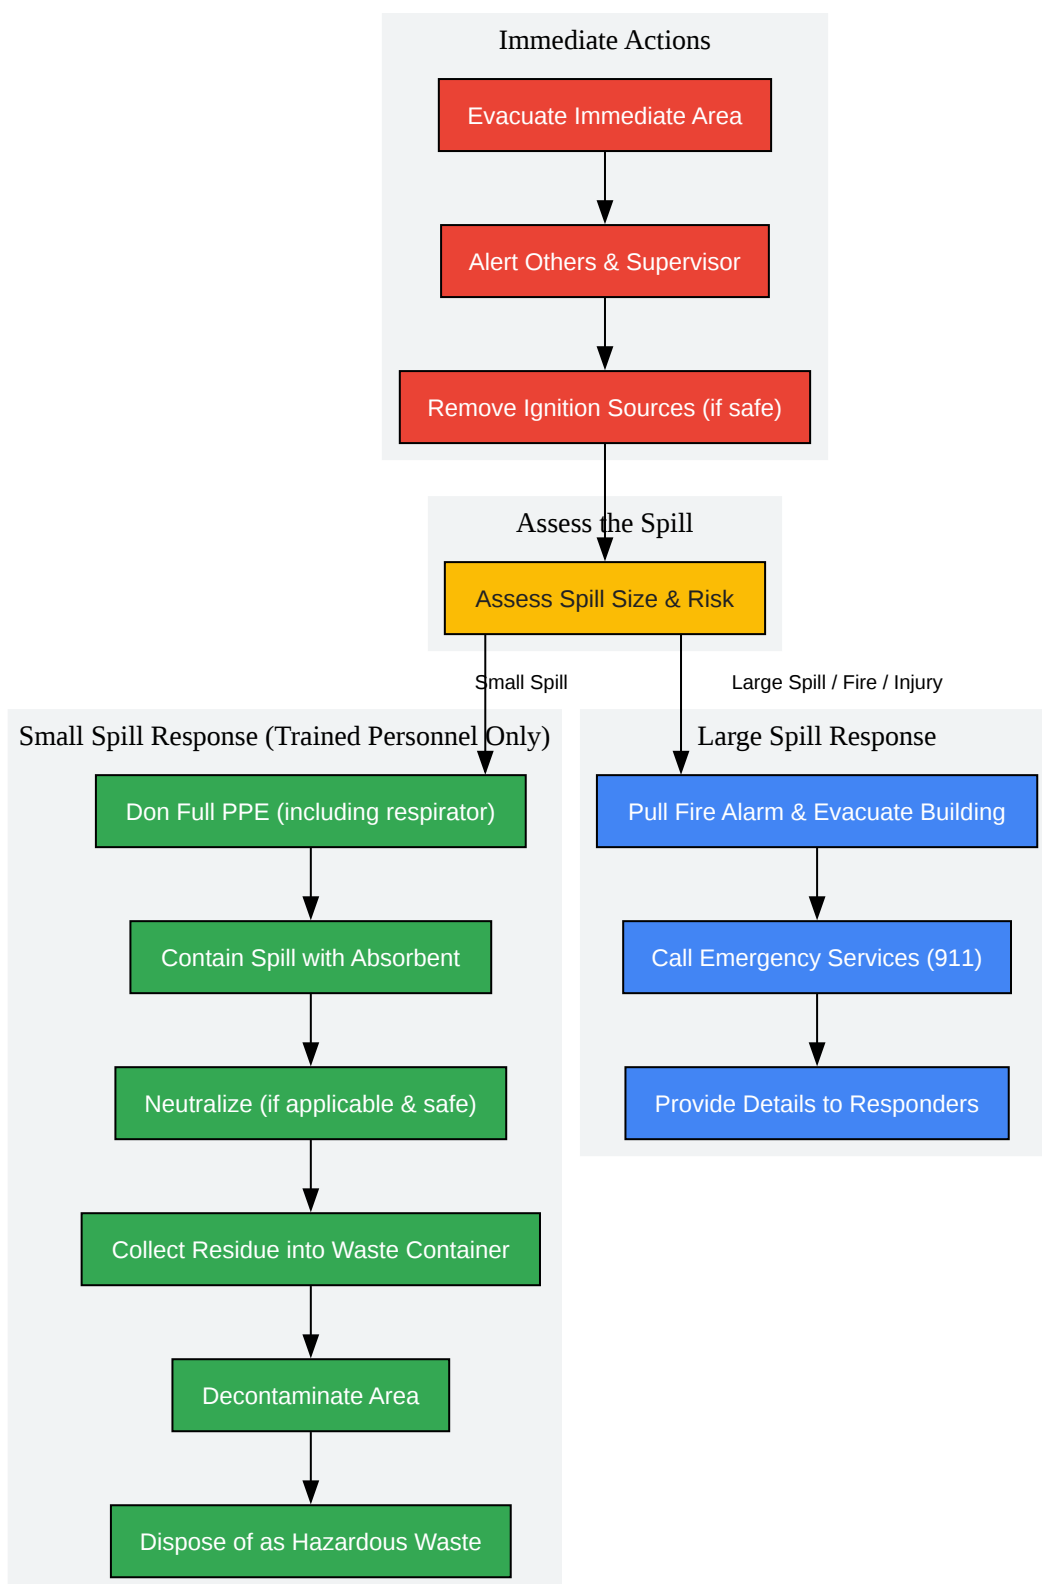 Immediate Actions
Evacuate Immediate Area
Alert Others & Supervisor
Remove Ignition Sources (if safe)
Assess the Spill
Assess Spill Size & Risk
Small Spill
Large Spill / Fire / Injury
Small Spill Response (Trained Personnel Only)
Don Full PPE (including respirator)
Contain Spill with Absorbent
Neutralize (if applicable & safe)
Collect Residue into Waste Container
Decontaminate Area
Dispose of as Hazardous Waste
Large Spill Response
Pull Fire Alarm & Evacuate Building
Call Emergency Services (911)
Provide Details to Responders